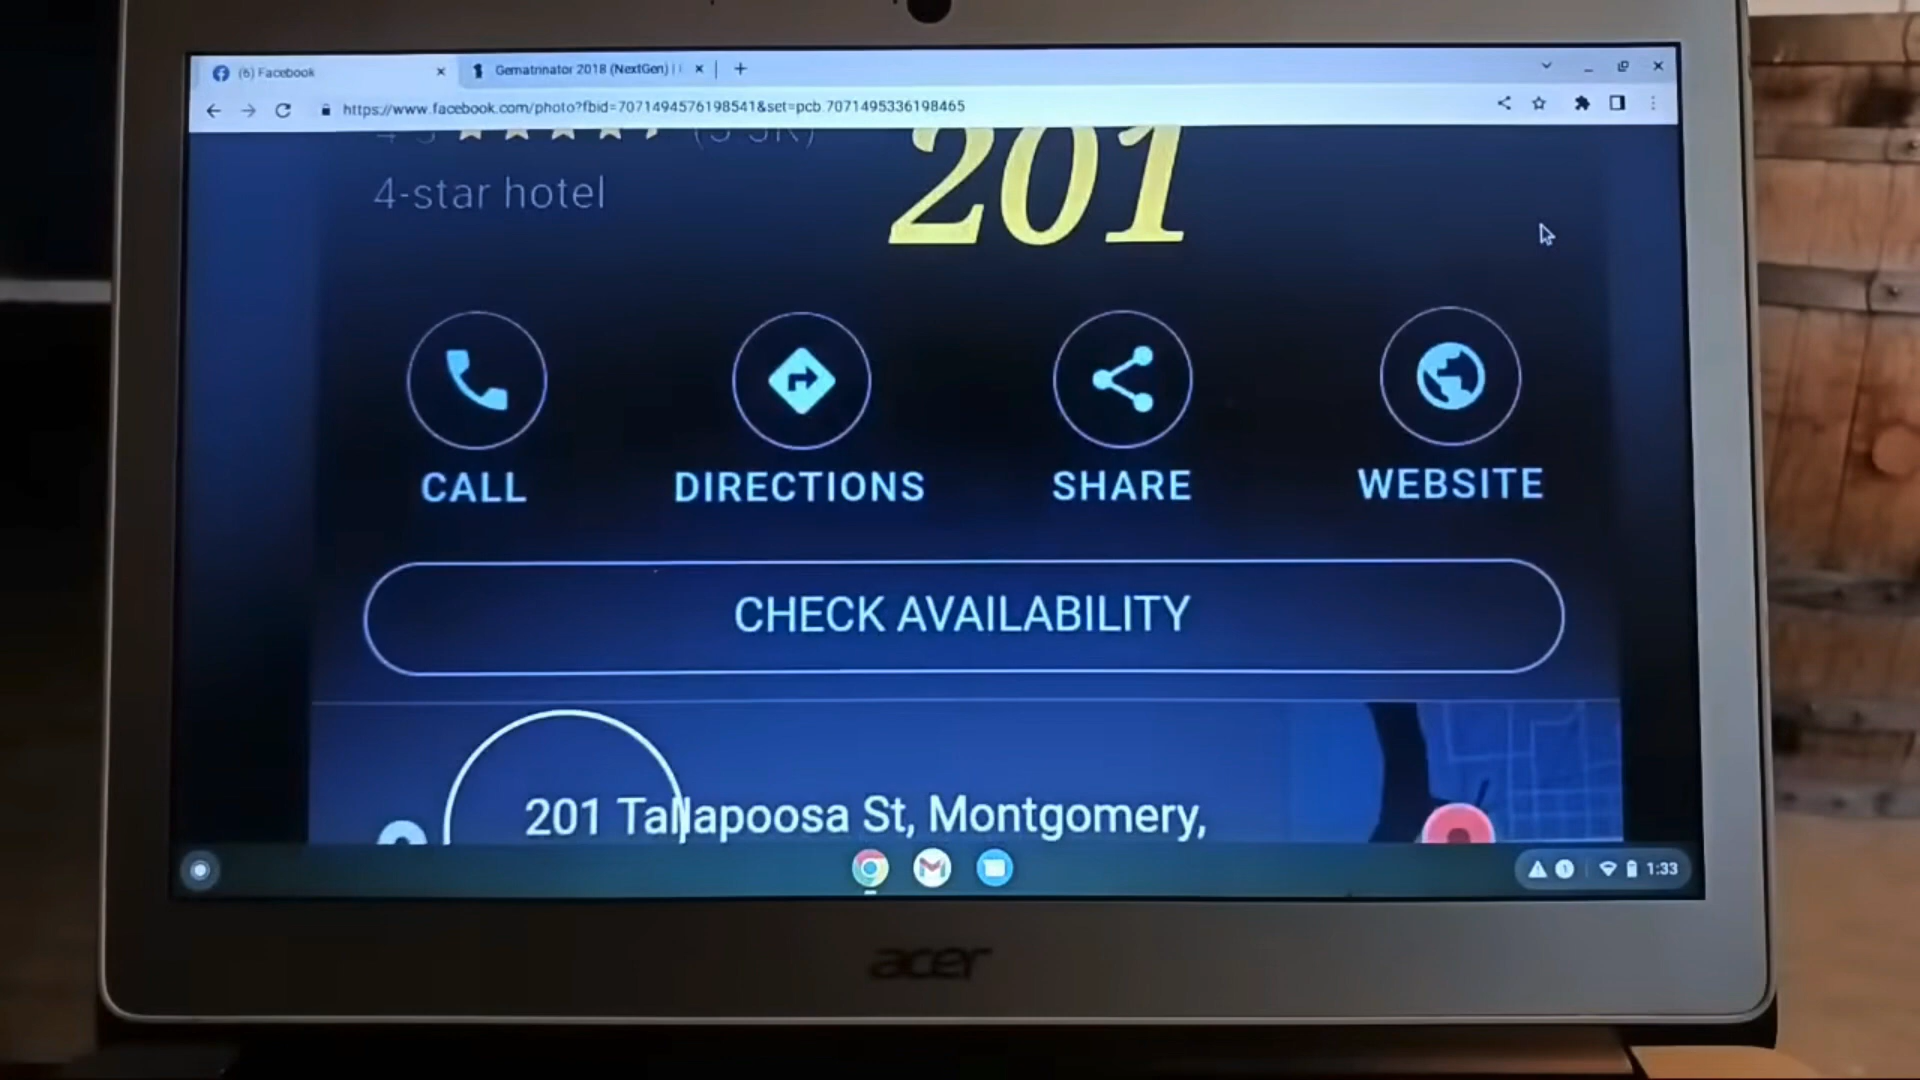 (6) Facebook
Gematrinator 2018 (NextGen) |
https://www.facebook.com/photo?fbid=7071494576198541&set=pcb.7071495336198465
201
4-star hotel
CALL DIRECTIONS SHARE WEBSITE
CHECK AVAILABILITY
201 Tallapoosa St, Montgomery,
1:33
acer